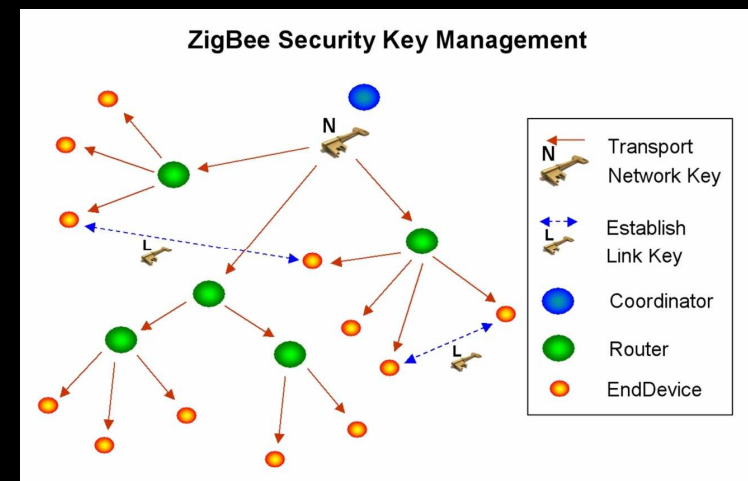 ZigBee Security Key Management
N
L
L
N
Transport
Network Key
L
Establish
Link Key
Coordinator
Router
EndDevice